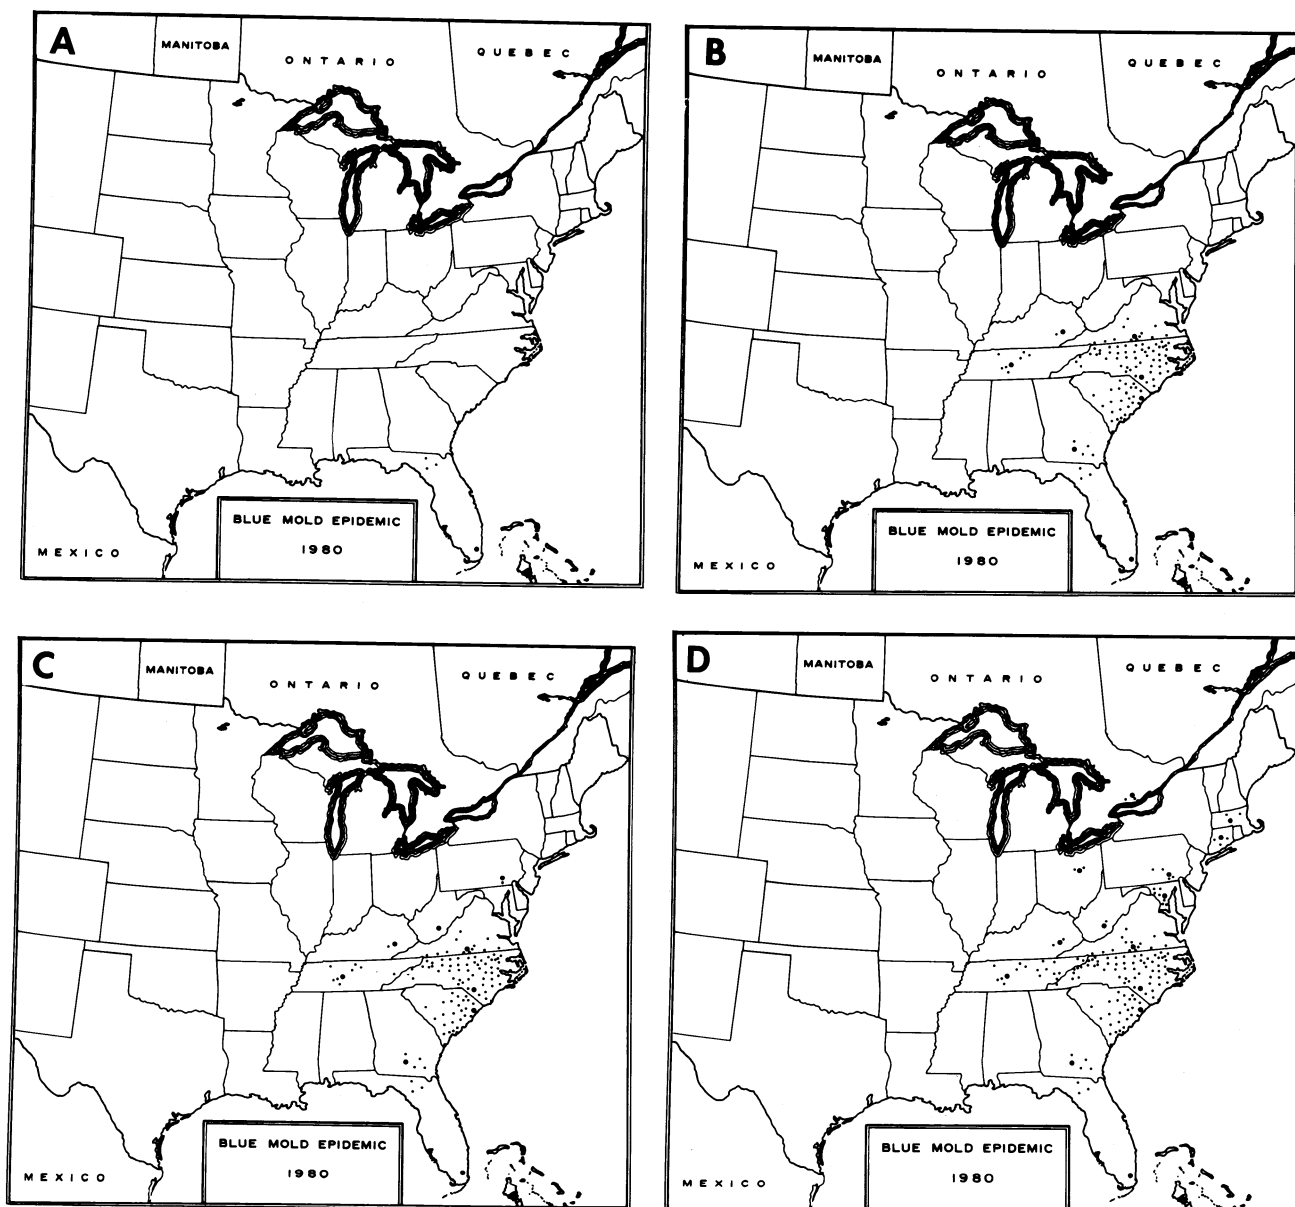 A
MANITOBA
ONTARIO
QUEBEC
MEXICO
BLUE MOLD EPIDEMIC
1980
B
MANITOBA
ONTARIO
QUEBEC
MEXICO
BLUE MOLD EPIDEMIC
1980
C
MANITOBA
ONTARIO
QUEBEC
MEXICO
BLUE MOLD EPIDEMIC
1980
D
MANITOBA
ONTARIO
QUEBEC
MEXICO
BLUE MOLD EPIDEMIC
1980